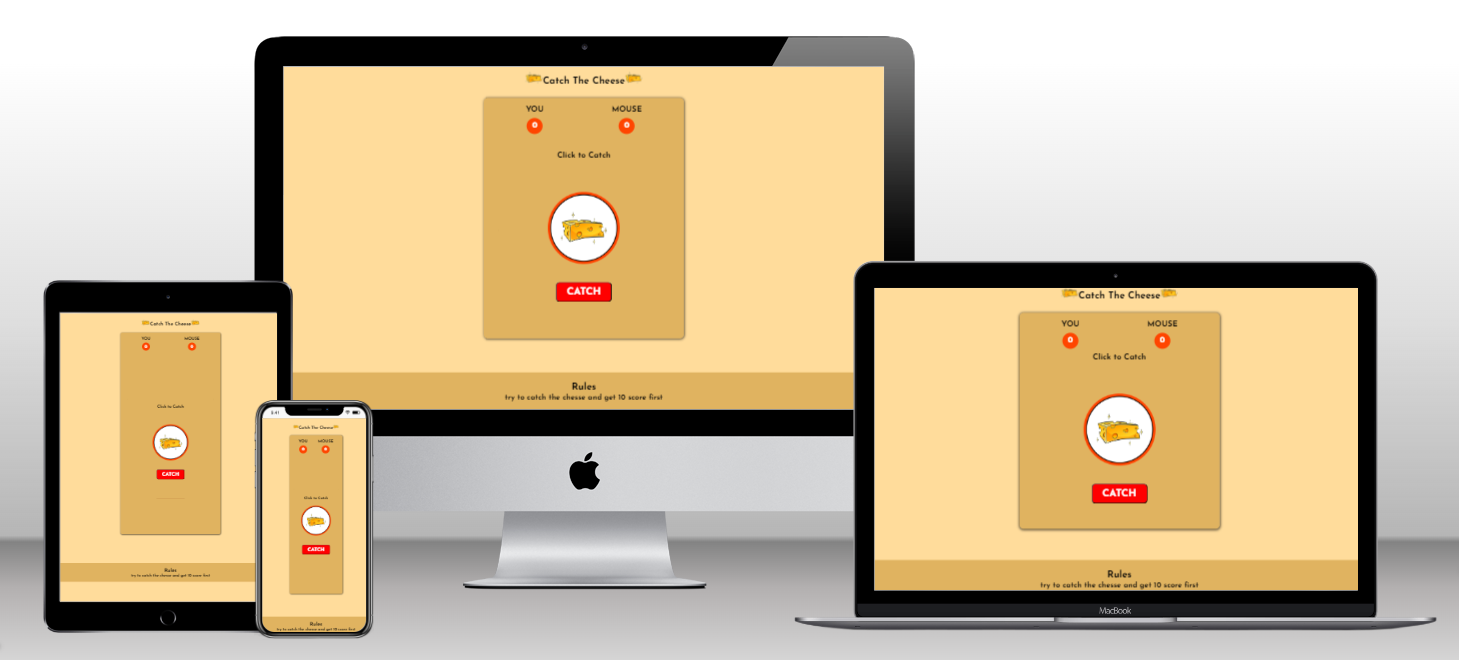 Catch The Cheese
YOU MOUSE
0 0
Click to Catch
CATCH
Rules
try to catch the chesse and get 10 score first
Catch The Cheese
YOU MOUSE
0 0
Click to Catch
CATCH
Rules
try to catch the chesse and get 10 score first
MacBook
Catch The Cheese
YOU MOUSE
0 0
Click to Catch
CATCH
Rules
try to catch the chesse and get 10 score first
9:41
Catch The Cheese
YOU MOUSE
0 0
Click to Catch
CATCH
Rules
try to catch the chesse and get 10 score first